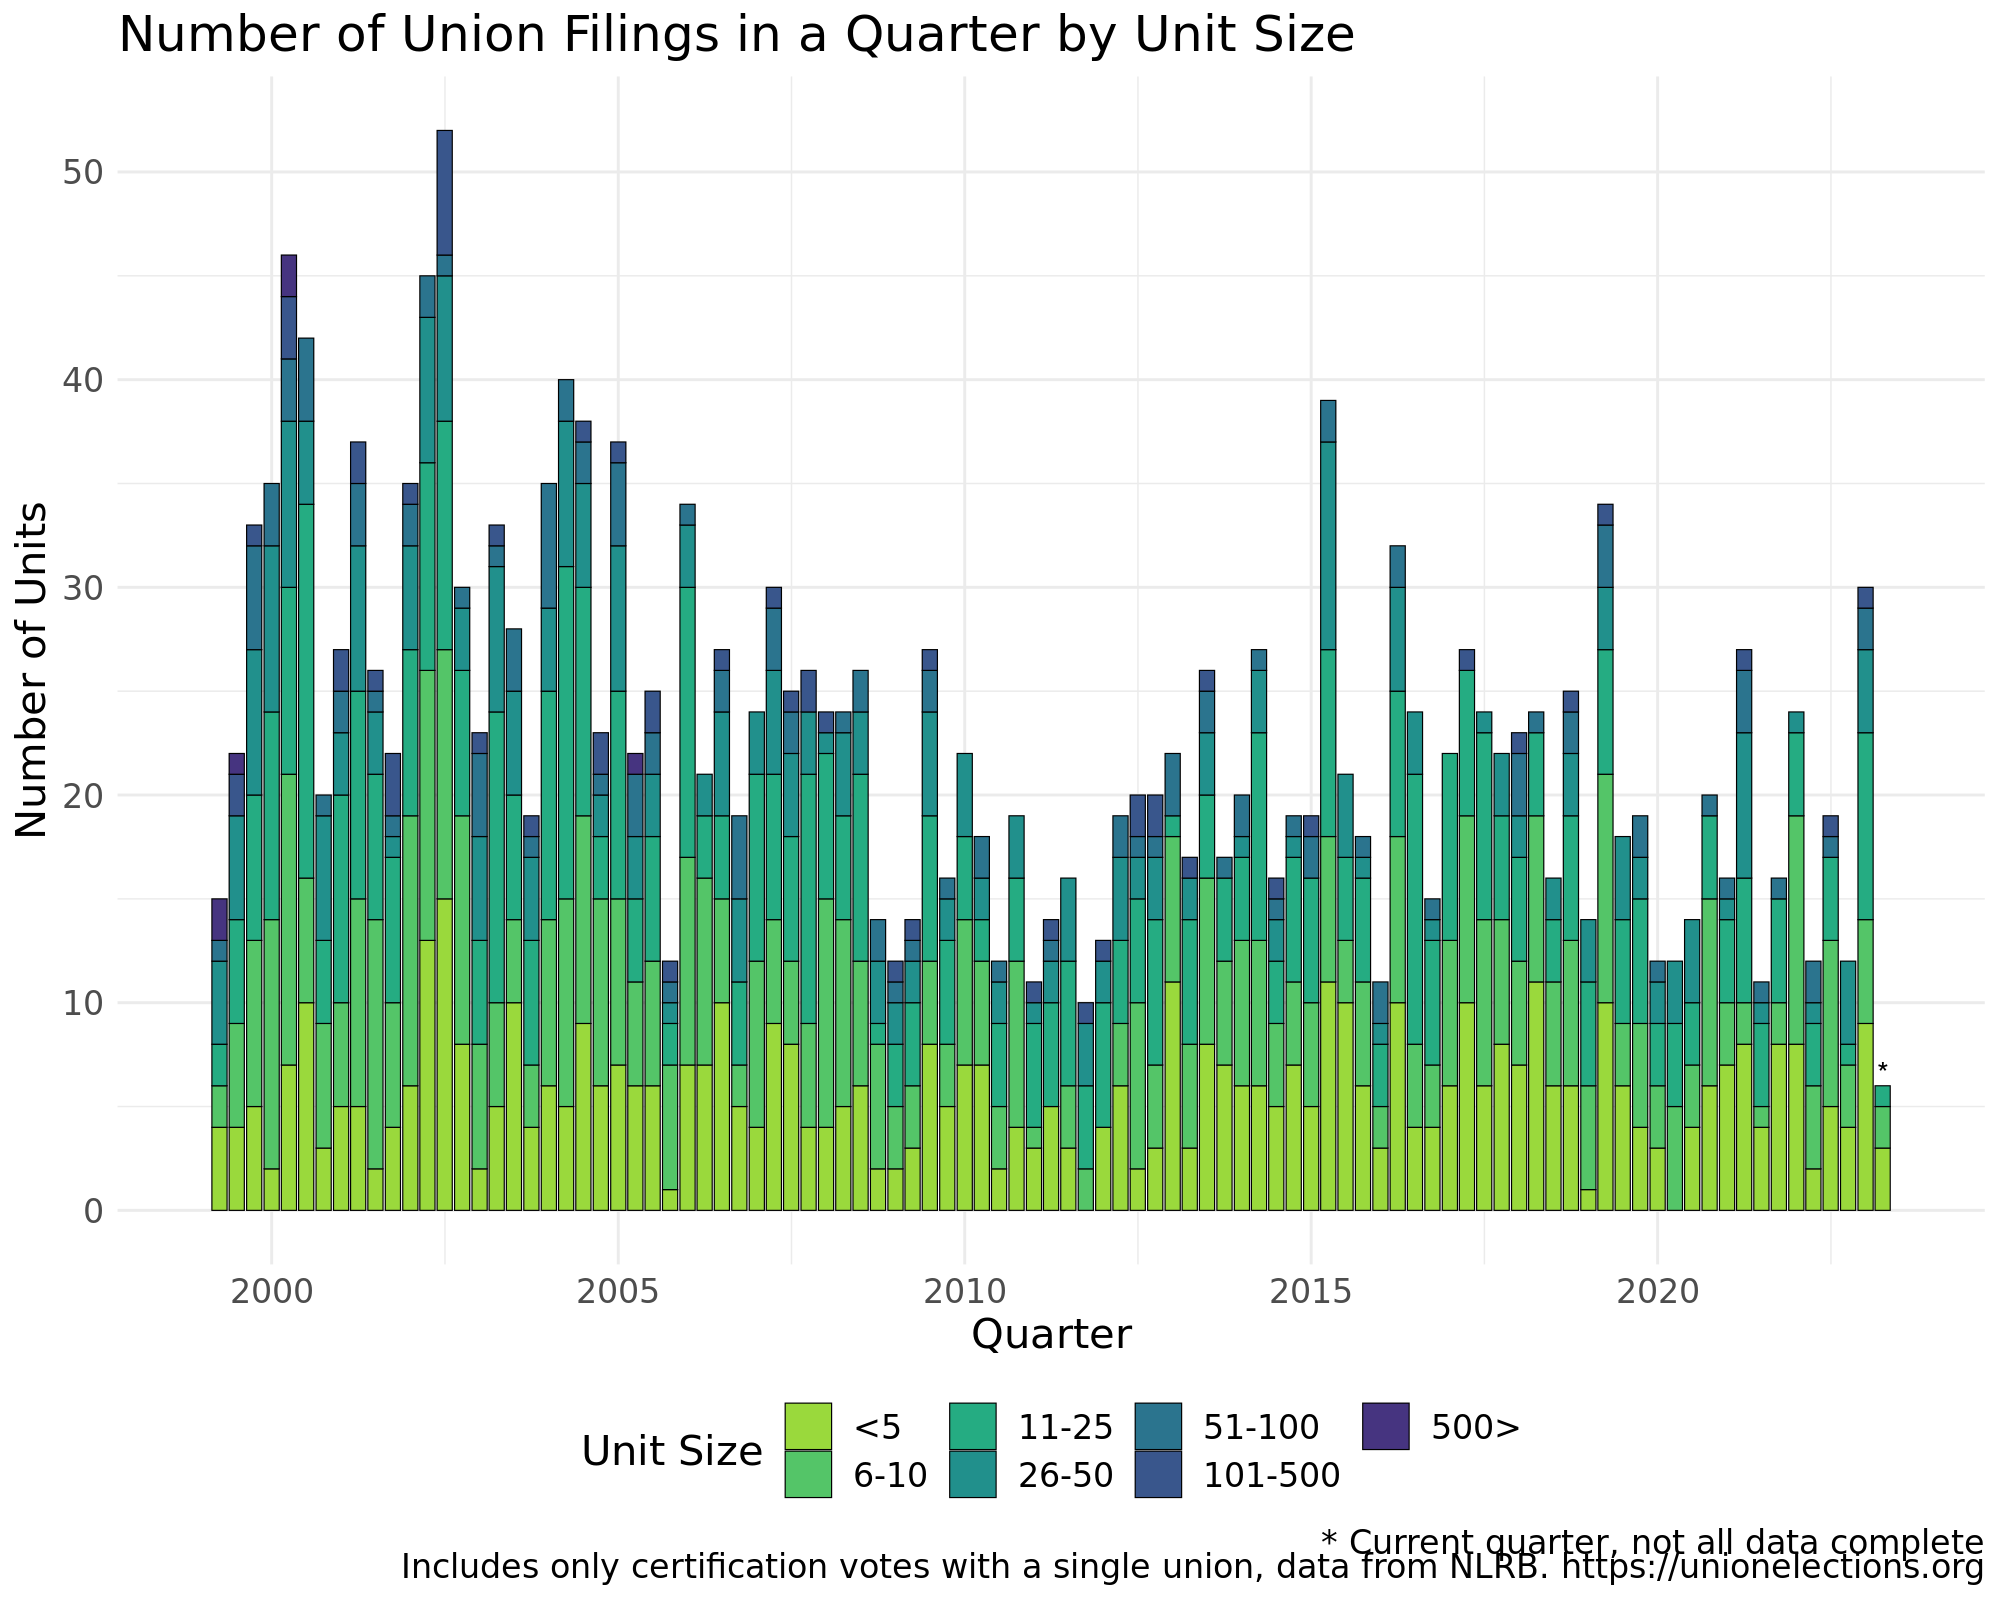 Number of Union Filings in a Quarter by Unit Size
Number of Units
50
40
30
20
10
0
*
2000 2005 2010 2015 2020
Quarter
Unit Size
<5 11-25 51-100 500>
6-10 26-50 101-500
* Current quarter, not all data complete
Includes only certification votes with a single union, data from NLRB. https://unionelections.org